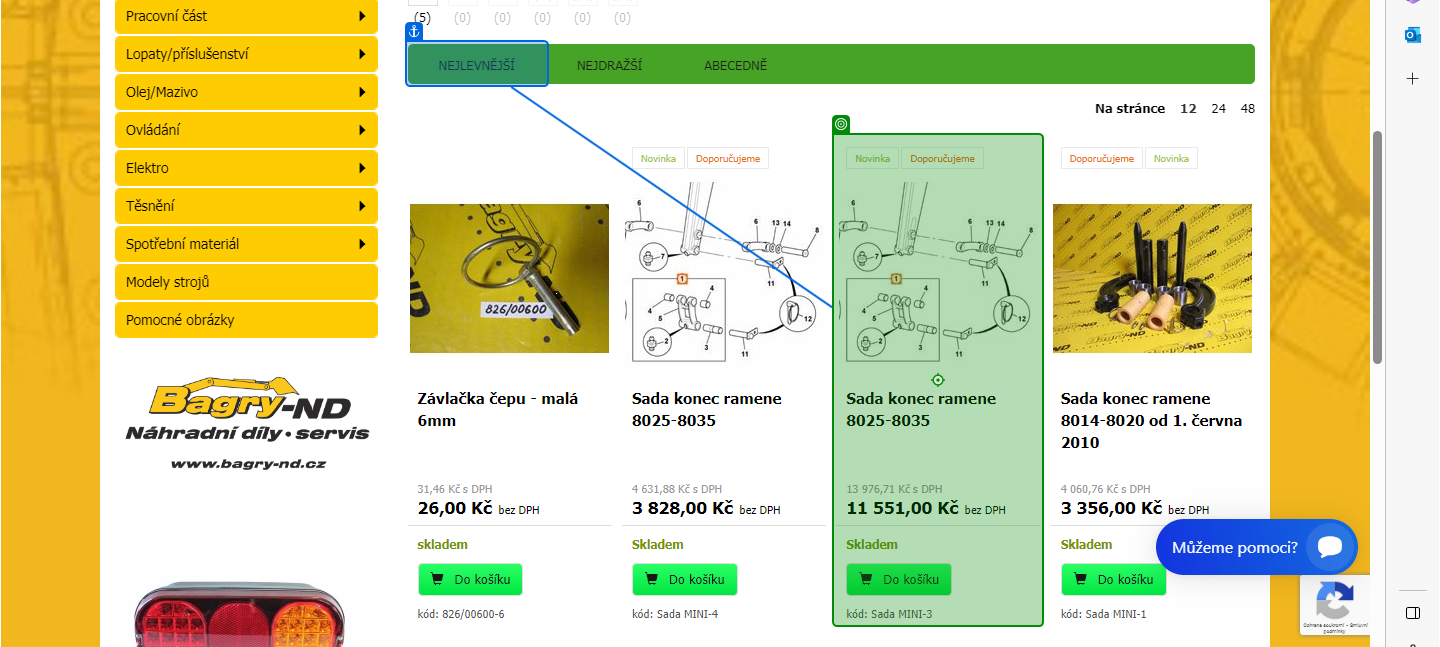 Pracovní část
Lopaty/příslušenství
Olej/Mazivo
Ovládání
Elektro
Těsnění
Spotřební materiál
Modely strojů
Pomocné obrázky
Bagry-ND
Náhradní díly • servis
www.bagry-nd.cz
(5) (0) (0) (0) (0) (0)
NEJLEVNĚJŠÍ NEJDRAŽŠÍ ABECEDNĚ
Na stránce 12 24 48
826/00600
Závlačka čepu - malá
6mm
31,46 Kč s DPH
26,00 Kč bez DPH
skladem
Do košíku
kód: 826/00600-6
Novinka Doporučujeme
6
6 13 14
8
7
11
1
4
4
5
2
3
11
12
Sada konec ramene
8025-8035
4 631,88 Kč s DPH
3 828,00 Kč bez DPH
Skladem
Do košíku
kód: Sada MINI-4
Novinka Doporučujeme
6
6 13 14
8
7
11
1
4
4
5
2
3
11
12
Sada konec ramene
8025-8035
13 976,71 Kč s DPH
11 551,00 Kč bez DPH
Skladem
Do košíku
kód: Sada MINI-3
Doporučujeme Novinka
Sada konec ramene
8014-8020 od 1. června
2010
4 060,76 Kč s DPH
3 356,00 Kč bez DPH
Skladem
Do košíku
kód: Sada MINI-1
Můžeme pomoci?
Ochrana soukromí - Smluvní
podmínky